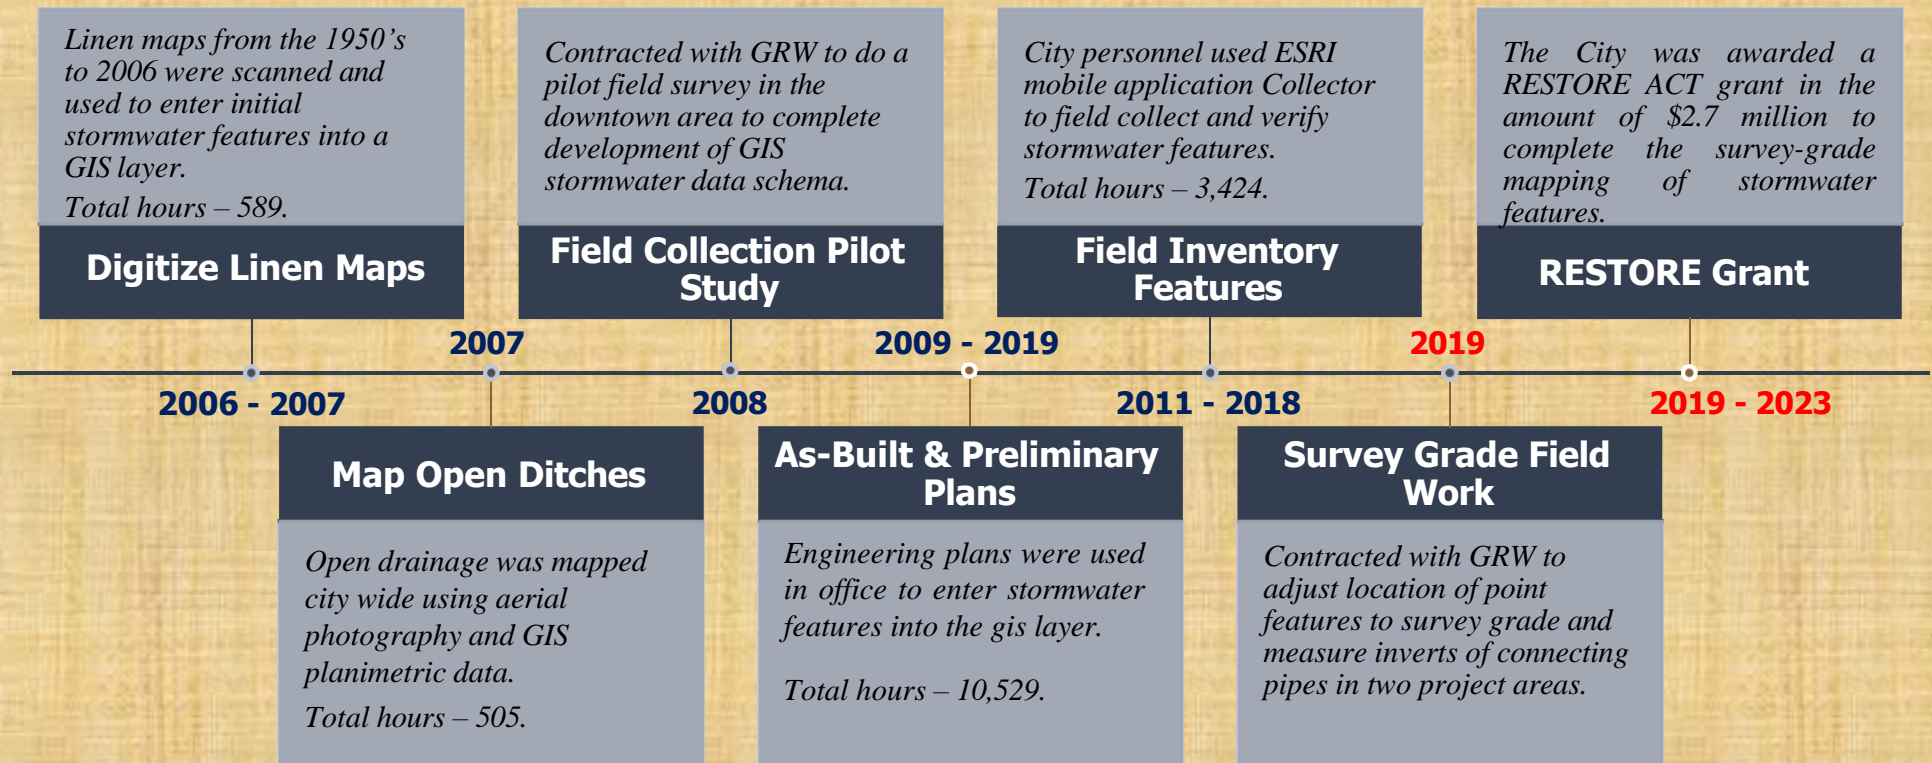 Linen maps from the 1950's
to 2006 were scanned and
used to enter initial
stormwater features into a
GIS layer.
Total hours – 589.
Digitize Linen Maps
2006 - 2007
2007
Map Open Ditches
Open drainage was mapped
city wide using aerial
photography and GIS
planimetric data.
Total hours – 505.
Contracted with GRW to do a
pilot field survey in the
downtown area to complete
development of GIS
stormwater data schema.
Field Collection Pilot
Study
2008
2009 - 2019
As-Built & Preliminary
Plans
Engineering plans were used
in office to enter stormwater
features into the gis layer.
Total hours – 10,529.
City personnel used ESRI
mobile application Collector
to field collect and verify
stormwater features.
Total hours – 3,424.
Field Inventory
Features
2011 - 2018
2019
Survey Grade Field
Work
Contracted with GRW to
adjust location of point
features to survey grade and
measure inverts of connecting
pipes in two project areas.
The City was awarded a
RESTORE ACT grant in the
amount of $2.7 million to
complete the survey-grade
mapping of stormwater
features.
RESTORE Grant
2019 - 2023